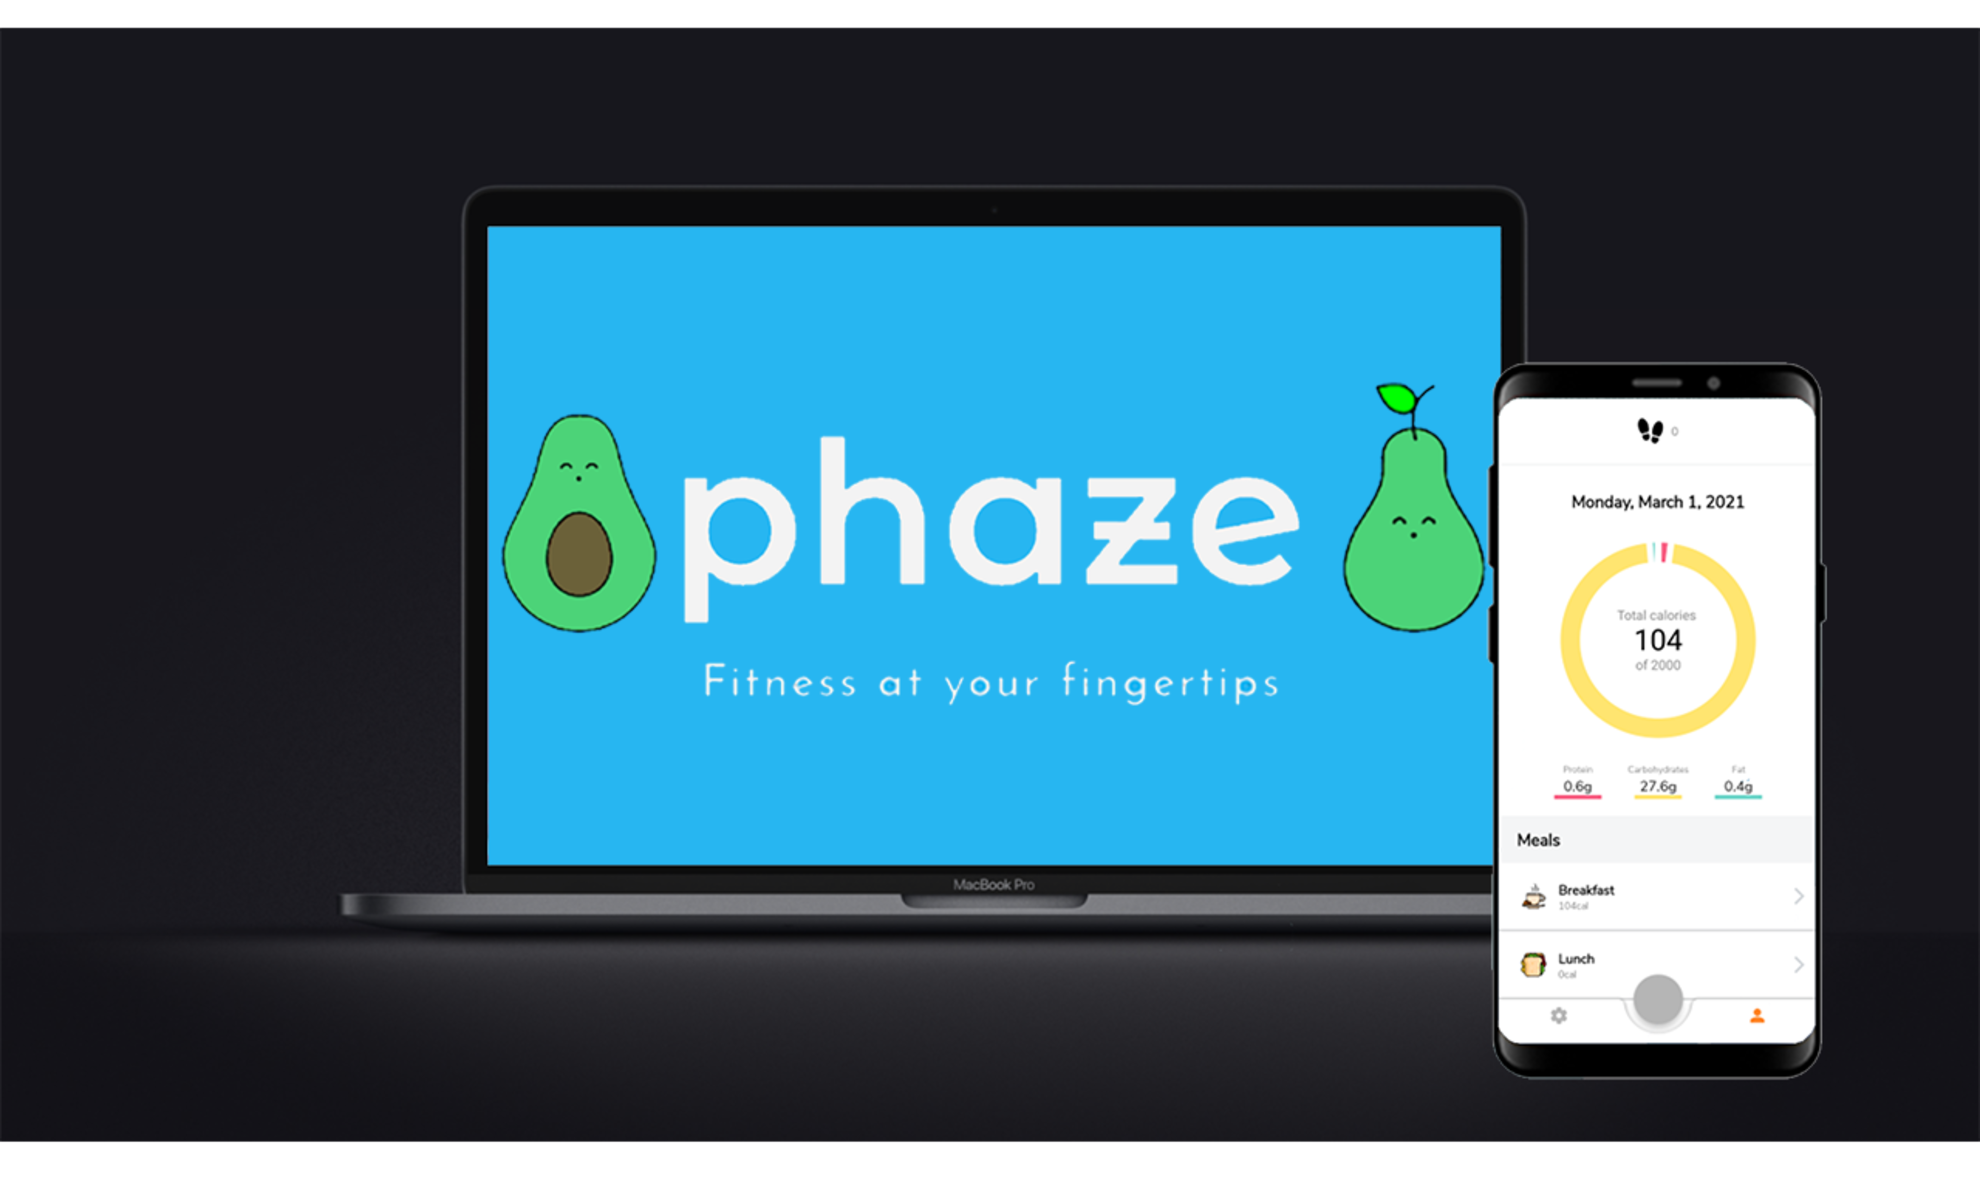 phaze
Fitness at your fingertips
MacBook Pro
0
Monday, March 1, 2021
Total calories
104
of 2000
Protein Carbohydrates Fat
0.6g 27.6g 0.4g
Meals
Breakfast
104cal
Lunch
0cal